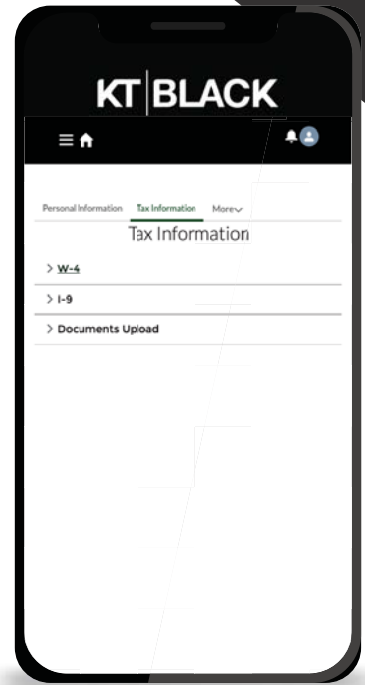 KT|BLACK
Personal Information Tax Information More
Tax Information
W-4
I-9
Documents Upload